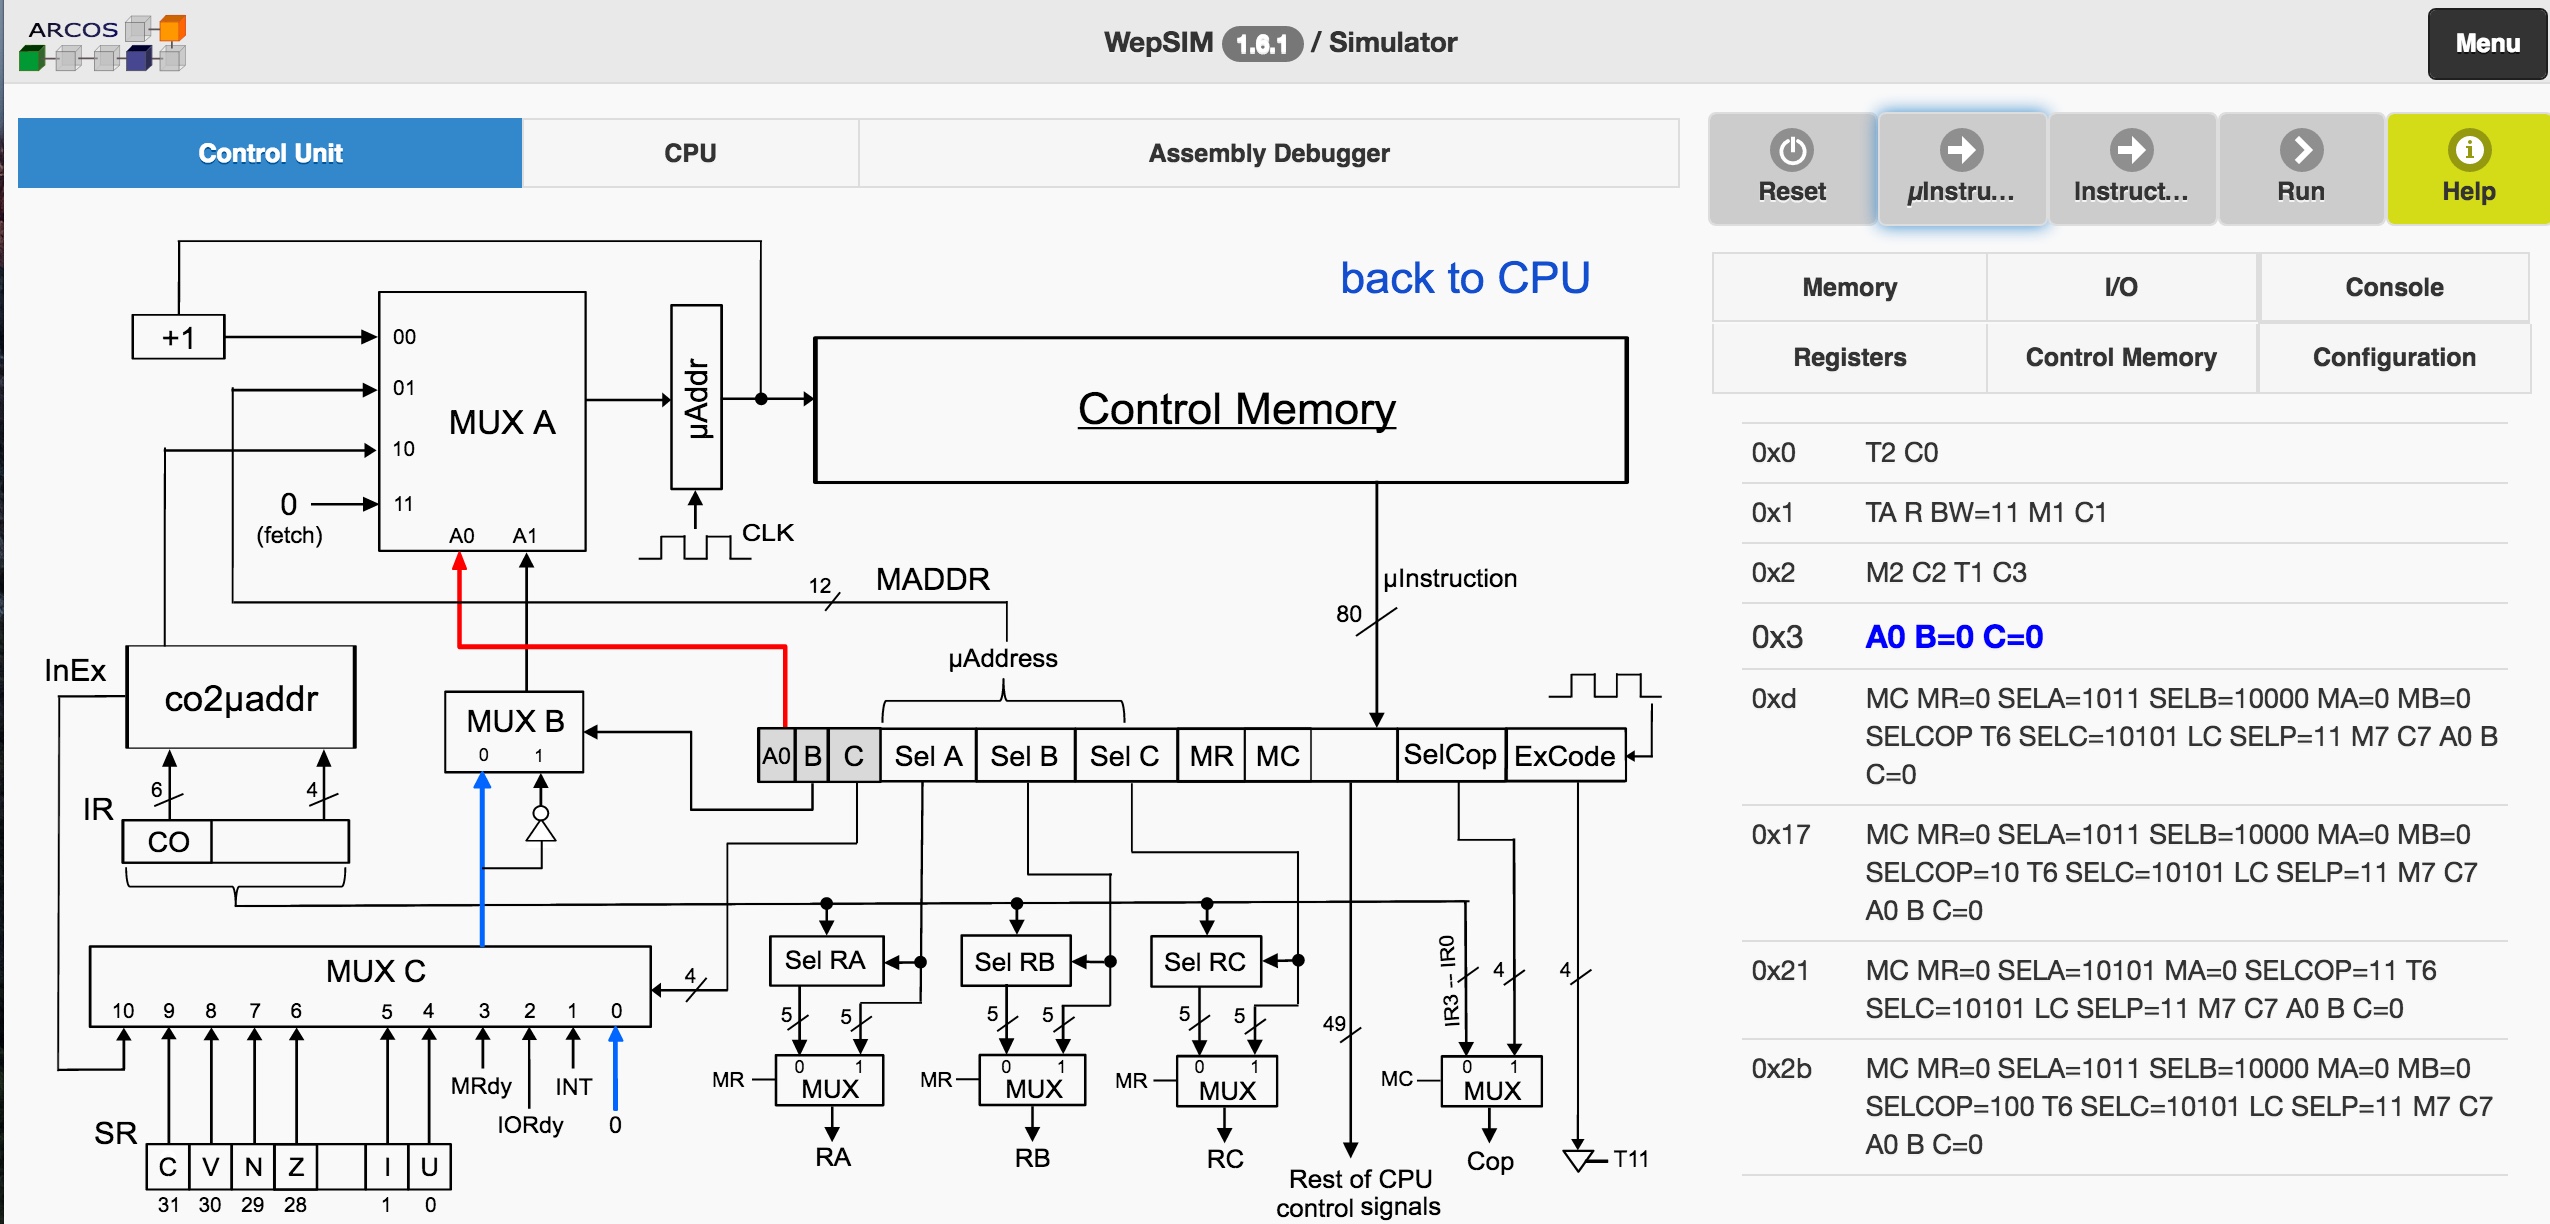 ARCOS
WepSIM 1.6.1 / Simulator
Menu
Control Unit
CPU
Assembly Debugger
Reset
µInstru...
Instruct...
Run
Help
Memory
I/O
Console
Registers
Control Memory
Configuration
back to CPU
+1
00
01
10
11
MUX A
A0 A1
0
(fetch)
µAddr
CLK
Control Memory
12
MADDR
µInstruction
80
µAddress
InEx
co2µaddr
6
4
IR
CO
MUX B
0 1
A0 B C Sel A Sel B Sel C MR MC SelCop ExCode
MUX C
10 9 8 7 6 5 4 3 2 1 0
4
MRdy
INT
IORdy
0
SR
C V N Z I U
31 30 29 28 1 0
Sel RA
Sel RB
Sel RC
5 5 5 5 5 5
MR
0 1
MUX
RA
MR
0 1
MUX
RB
MR
0 1
MUX
RC
49
Rest of CPU
control signals
IR3 -- IR0
4
4
MC
0 1
MUX
Cop
T11
0x0 T2 C0
0x1 TA R BW=11 M1 C1
0x2 M2 C2 T1 C3
0x3 A0 B=0 C=0
0xd MC MR=0 SELA=1011 SELB=10000 MA=0 MB=0
SELCOP T6 SELC=10101 LC SELP=11 M7 C7 A0 B
C=0
0x17 MC MR=0 SELA=1011 SELB=10000 MA=0 MB=0
SELCOP=10 T6 SELC=10101 LC SELP=11 M7 C7
A0 B C=0
0x21 MC MR=0 SELA=10101 MA=0 SELCOP=11 T6
SELC=10101 LC SELP=11 M7 C7 A0 B C=0
0x2b MC MR=0 SELA=1011 SELB=10000 MA=0 MB=0
SELCOP=100 T6 SELC=10101 LC SELP=11 M7 C7
A0 B C=0